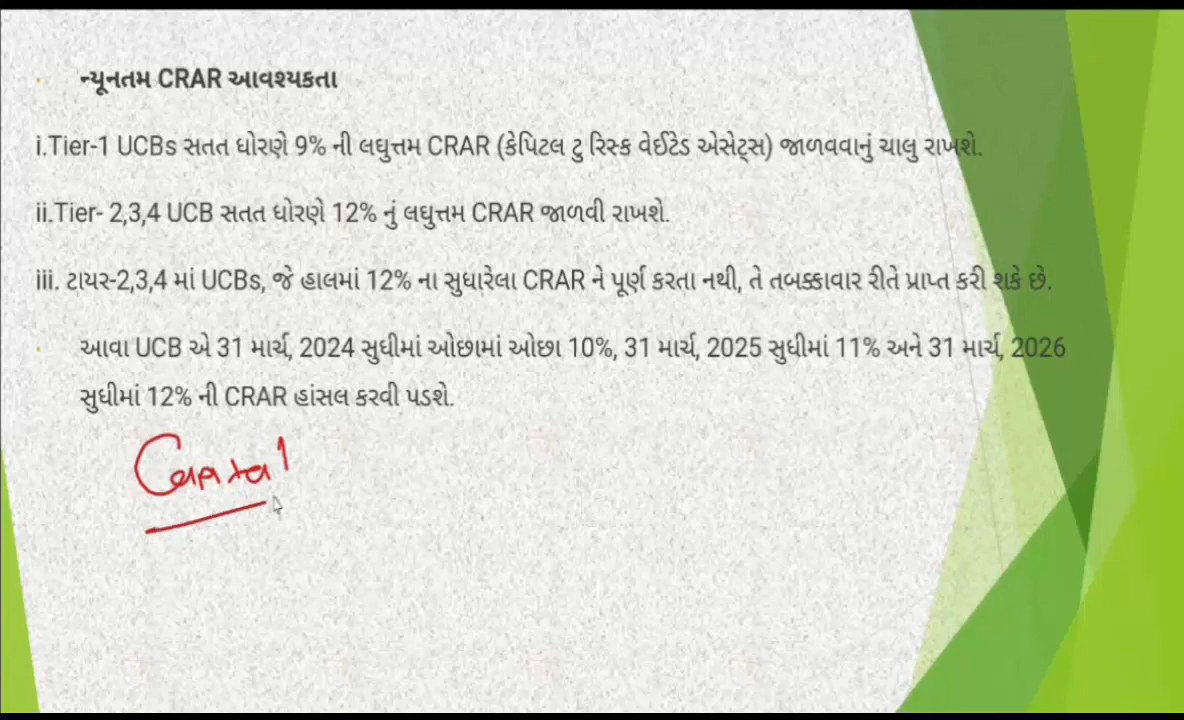 ન્યૂનતમ CRAR આવશ્યકતા
i.Tier-1 UCBs સતત ધોરણે 9% ની લઘુત્તમ CRAR (કેપિટલ ટુ રિસ્ક વેઈટેડ એસેટ્સ) જાળવવાનું ચાલુ રાખશે.
ii.Tier- 2,3,4 UCB સતત ધોરણે 12% નું લઘુત્તમ CRAR જાળવી રાખશે.
iii. ટાયર-2,3,4 માં UCBs, જે હાલમાં 12% ના સુધારેલા CRAR ને પૂર્ણ કરતા નથી, તે તબક્કાવાર રીતે પ્રાપ્ત કરી શકે છે.
આવા UCB એ 31 માર્ચ, 2024 સુધીમાં ઓછામાં ઓછા 10%, 31 માર્ચ, 2025 સુધીમાં 11% અને 31 માર્ચ, 2026
સુધીમાં 12% ની CRAR હાંસલ કરવી પડશે.
Capital